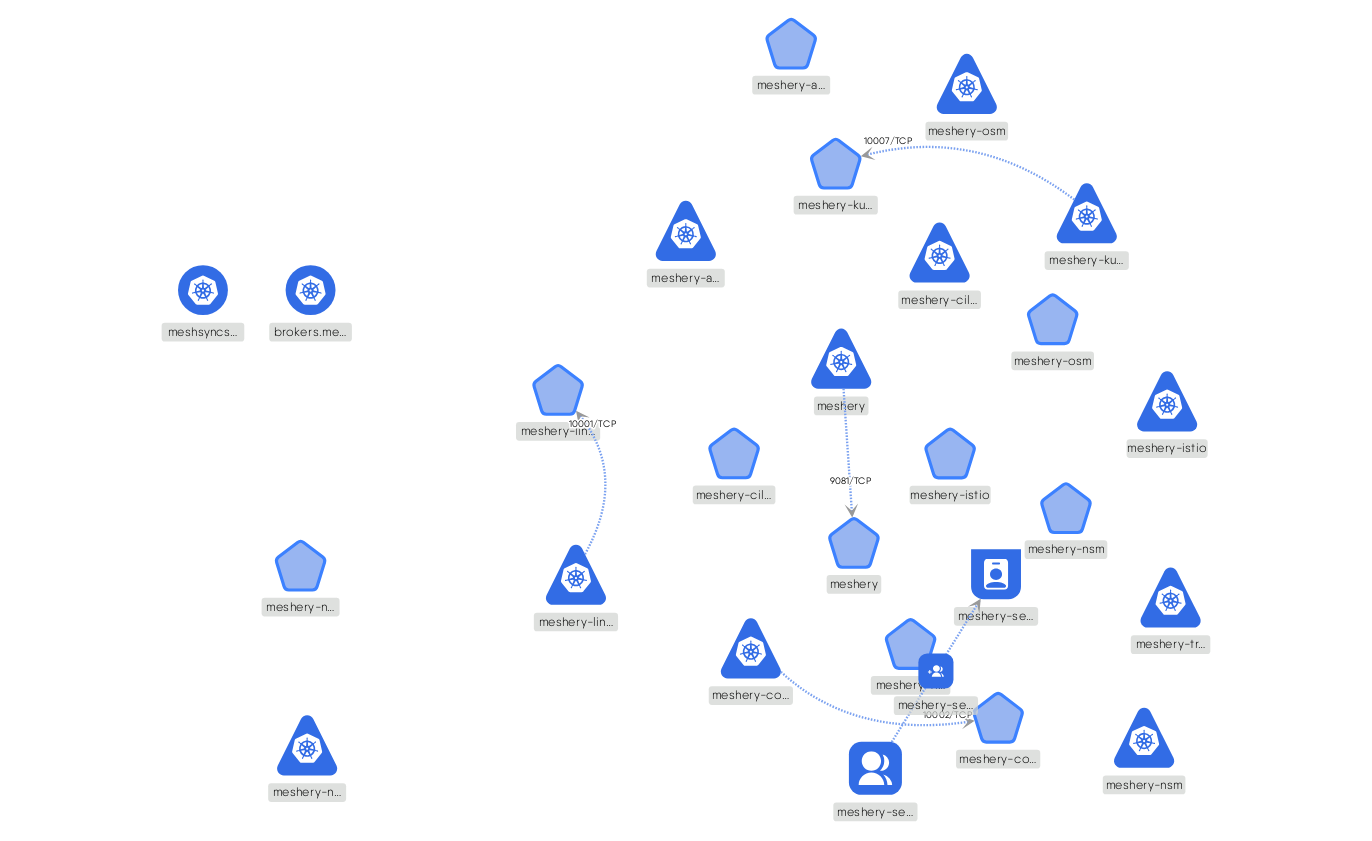 meshery-a...
meshery-osm
10007/TCP
meshery-ku...
meshery-ku...
meshery-a...
meshery-cil...
meshsyncs...
brokers.me...
meshery-osm
meshery
10001/TCP
meshery-lin...
meshery-istio
9081/TCP
meshery-cil...
meshery-istio
meshery-nsm
meshery
meshery-n...
meshery-lin...
meshery-se...
meshery-tr...
meshery-co...
meshery-se...
10002/TCP
meshery-co...
meshery-nsm
meshery-n...
meshery-se...